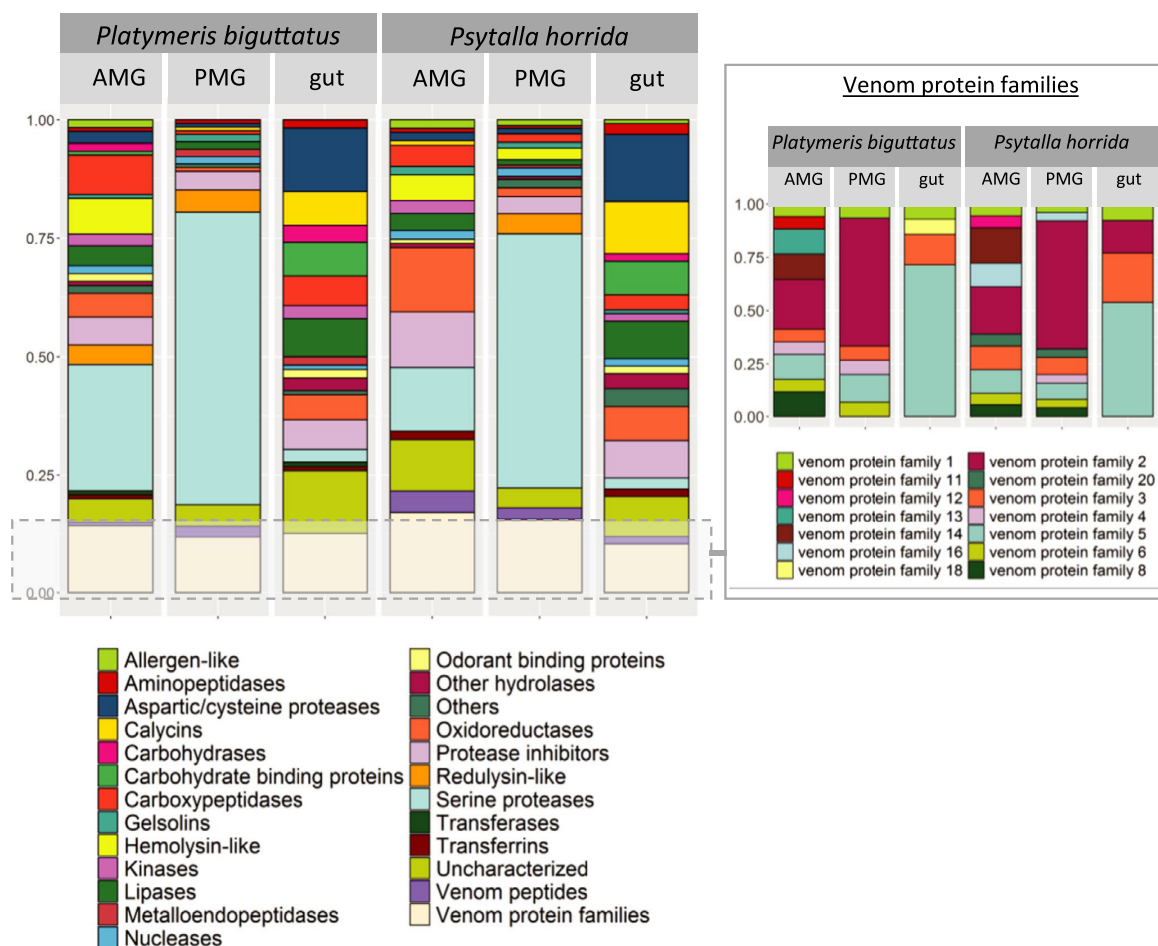 Platymeris biguttatus
Psytalla horrida
AMG
PMG
gut
AMG
PMG
gut
1.00
0.75
0.50
0.25
0.00
Venom protein families
Platymeris biguttatus
Psytalla horrida
AMG
PMG
gut
AMG
PMG
gut
1.00
0.75
0.50
0.25
0.00
venom protein family 1
venom protein family 11
venom protein family 12
venom protein family 13
venom protein family 14
venom protein family 16
venom protein family 18
venom protein family 2
venom protein family 20
venom protein family 3
venom protein family 4
venom protein family 5
venom protein family 6
venom protein family 8
Allergen-like
Aminopeptidases
Aspartic/cysteine proteases
Calycins
Carbohydrases
Carbohydrate binding proteins
Carboxypeptidases
Gelsolins
Hemolysin-like
Kinases
Lipases
Metalloendopeptidases
Nucleases
Odorant binding proteins
Other hydrolases
Others
Oxidoreductases
Protease inhibitors
Redulysin-like
Serine proteases
Transferases
Transferrins
Uncharacterized
Venom peptides
Venom protein families